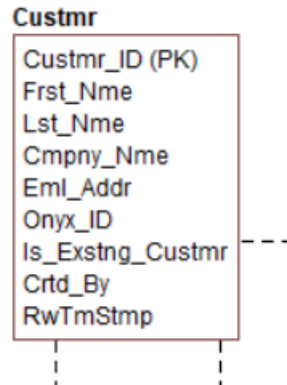 Custmr
Custmr_ID (PK)
Frst_Nme
Lst_Nme
Cmpny_Nme
Eml_Addr
Onyx_ID
Is_Exstng_Custmr
Crtd_By
RwTmStmp